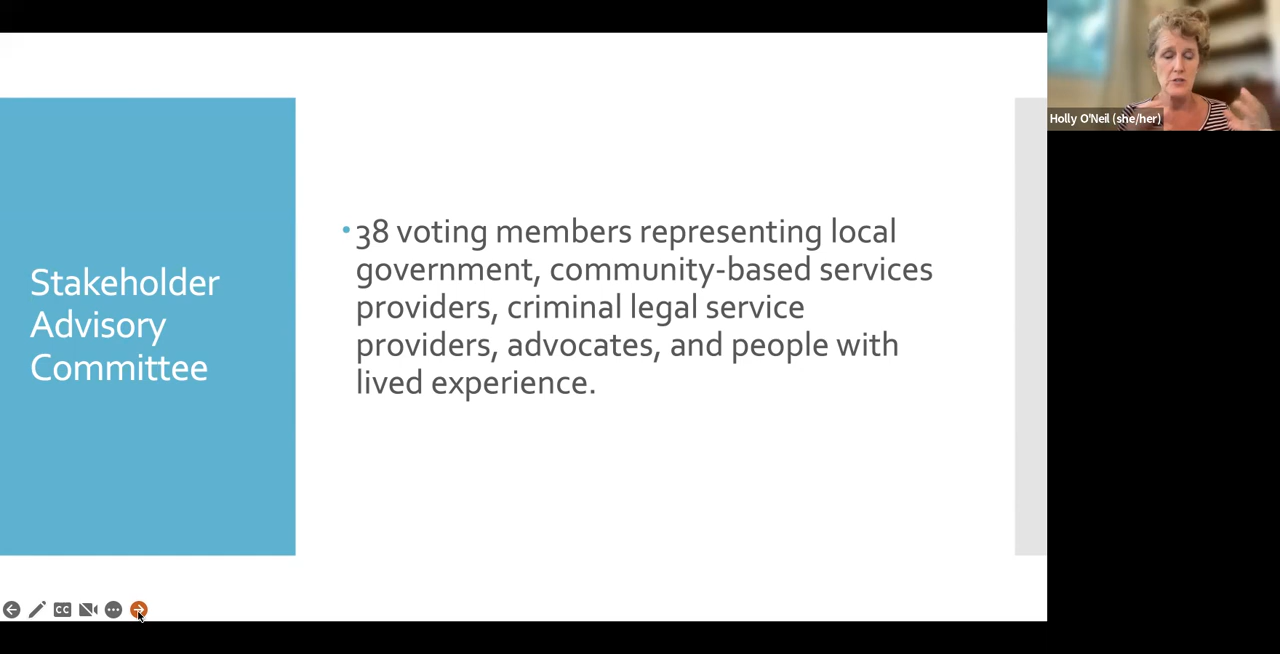 Stakeholder
Advisory
Committee
• 38 voting members representing local
government, community-based services
providers, criminal legal service
providers, advocates, and people with
lived experience.
Holly O'Neil (she/her)
CC